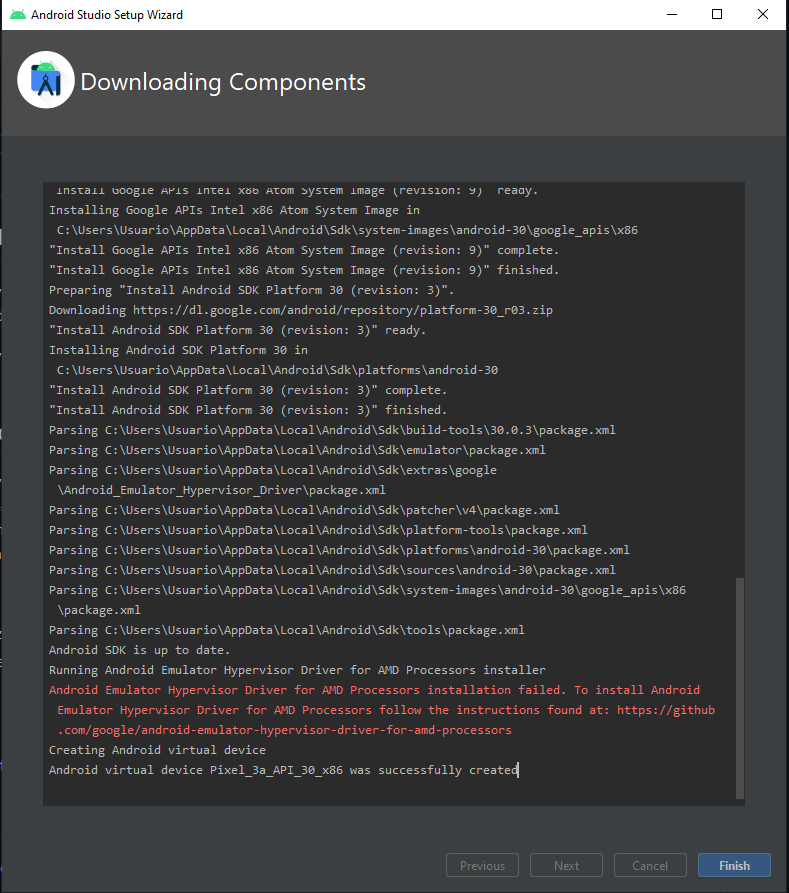 Android Studio Setup Wizard
Downloading Components
Install Google APIs Intel x86 Atom System Image (revision: 9) ready.
Installing Google APIs Intel x86 Atom System Image in
C:\Users\Usuario\AppData\Local\Android\Sdk\system-images\android-30\google_apis\x86
"Install Google APIs Intel x86 Atom System Image (revision: 9)" complete.
"Install Google APIs Intel x86 Atom System Image (revision: 9)" finished.
Preparing "Install Android SDK Platform 30 (revision: 3)".
Downloading https://dl.google.com/android/repository/platform-30_r03.zip
"Install Android SDK Platform 30 (revision: 3)" ready.
Installing Android SDK Platform 30 in
C:\Users\Usuario\AppData\Local\Android\Sdk\platforms\android-30
"Install Android SDK Platform 30 (revision: 3)" complete.
"Install Android SDK Platform 30 (revision: 3)" finished.
Parsing C:\Users\Usuario\AppData\Local\Android\Sdk\build-tools\30.0.3\package.xml
Parsing C:\Users\Usuario\AppData\Local\Android\Sdk\emulator\package.xml
Parsing C:\Users\Usuario\AppData\Local\Android\Sdk\extras\google
\Android_Emulator_Hypervisor_Driver\package.xml
Parsing C:\Users\Usuario\AppData\Local\Android\Sdk\patcher\v4\package.xml
Parsing C:\Users\Usuario\AppData\Local\Android\Sdk\platform-tools\package.xml
Parsing C:\Users\Usuario\AppData\Local\Android\Sdk\platforms\android-30\package.xml
Parsing C:\Users\Usuario\AppData\Local\Android\Sdk\sources\android-30\package.xml
Parsing C:\Users\Usuario\AppData\Local\Android\Sdk\system-images\android-30\google_apis\x86
\package.xml
Parsing C:\Users\Usuario\AppData\Local\Android\Sdk\tools\package.xml
Android SDK is up to date.
Running Android Emulator Hypervisor Driver for AMD Processors installer
Android Emulator Hypervisor Driver for AMD Processors installation failed. To install Android
Emulator Hypervisor Driver for AMD Processors follow the instructions found at: https://github
.com/google/android-emulator-hypervisor-driver-for-amd-processors
Creating Android virtual device
Android virtual device Pixel_3a_API_30_x86 was successfully created
Previous
Next
Cancel
Finish